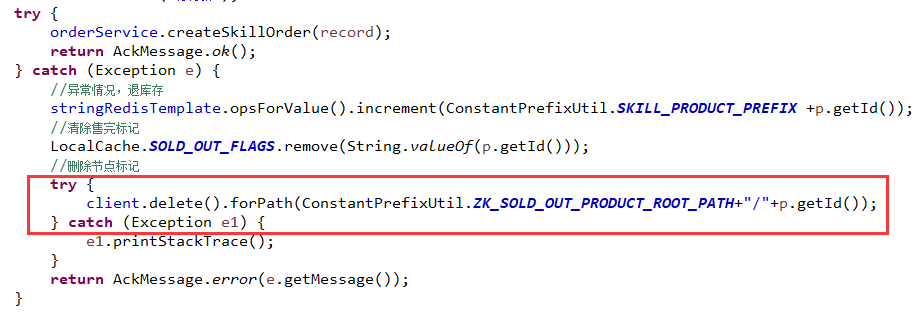 try {
orderService.createSkillOrder(record);
return AckMessage.ok();
} catch (Exception e) {
//异常情况，退库存
stringRedisTemplate.opsForValue().increment(ConstantPrefixUtil.SKILL_PRODUCT_PREFIX +p.getId());
//清除售完标记
LocalCache.SOLD_OUT_FLAGS.remove(String.valueOf(p.getId()));
//删除节点标记
try {
client.delete().forPath(ConstantPrefixUtil.ZK_SOLD_OUT_PRODUCT_ROOT_PATH+"/"+p.getId());
} catch (Exception e1) {
e1.printStackTrace();
}
return AckMessage.error(e.getMessage());
}